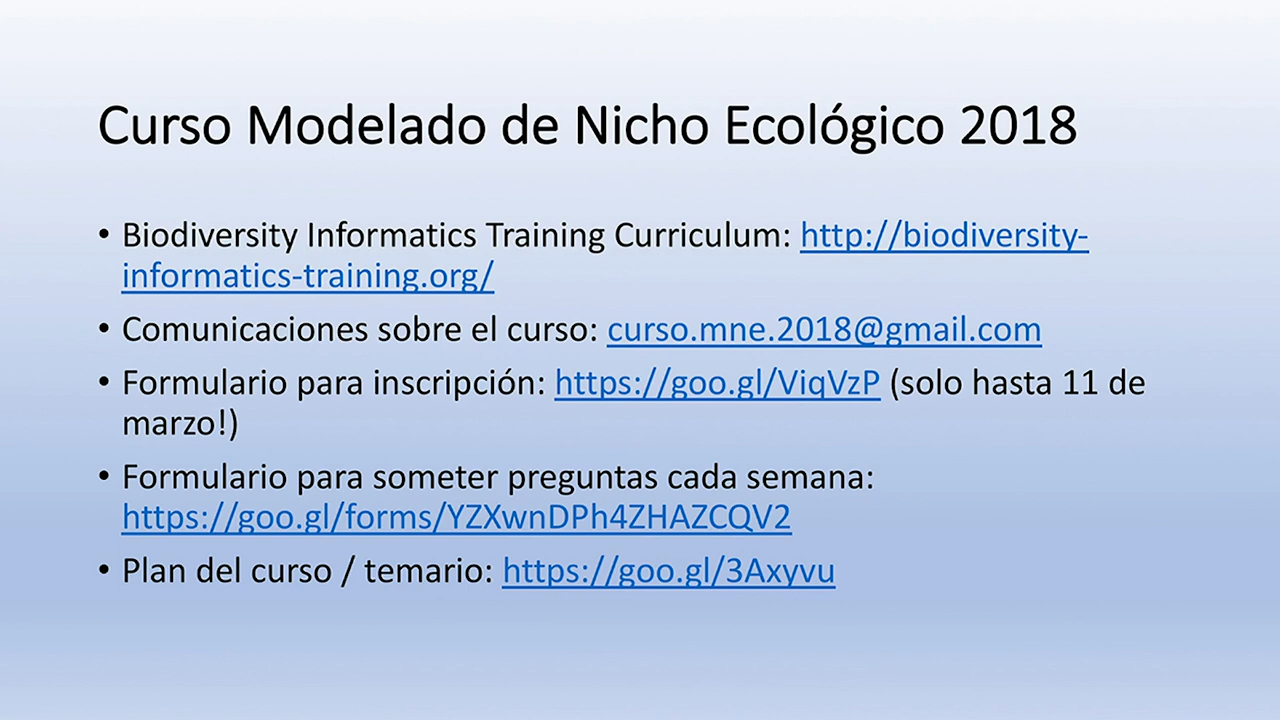 Curso Modelado de Nicho Ecológico 2018
• Biodiversity Informatics Training Curriculum: http://biodiversity-
informatics-training.org/
• Comunicaciones sobre el curso: curso.mne.2018@gmail.com
• Formulario para inscripción: https://goo.gl/ViqVzP (solo hasta 11 de
marzo!)
• Formulario para someter preguntas cada semana:
https://goo.gl/forms/YZXwnDPh4ZHAZCQV2
• Plan del curso / temario: https://goo.gl/3Axyvu